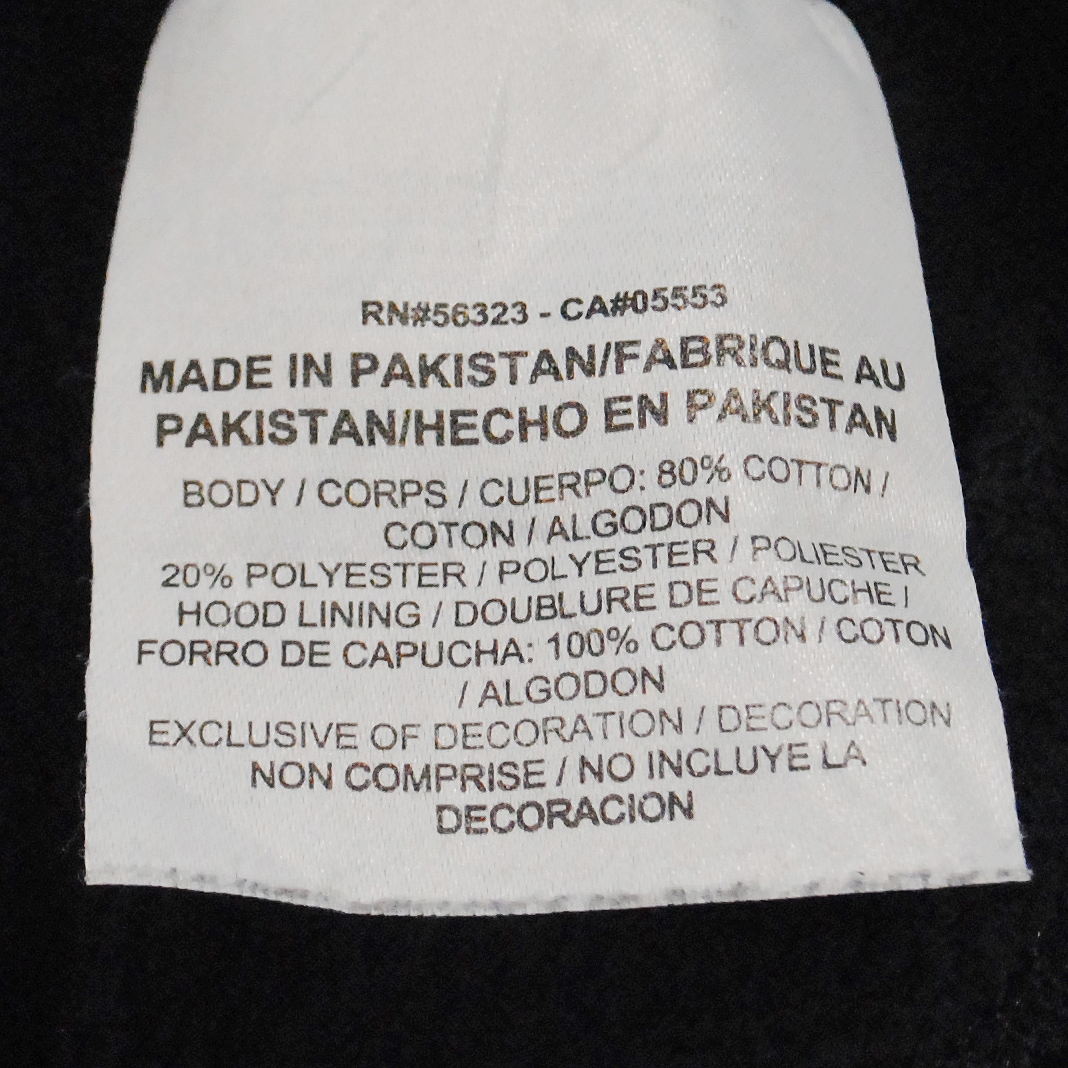 RN#56323 - CA#05553
MADE IN PAKISTAN/FABRIQUE AU
PAKISTAN/HECHO EN PAKISTAN
BODY / CORPS / CUERPO: 80% COTTON /
COTON / ALGODON
20% POLYESTER / POLYESTER / POLIESTER
HOOD LINING / DOUBLURE DE CAPUCHE /
FORRO DE CAPUCHA: 100% COTTON / COTON
/ ALGODON
EXCLUSIVE OF DECORATION / DECORATION
NON COMPRISE / NO INCLUYE LA
DECORACION